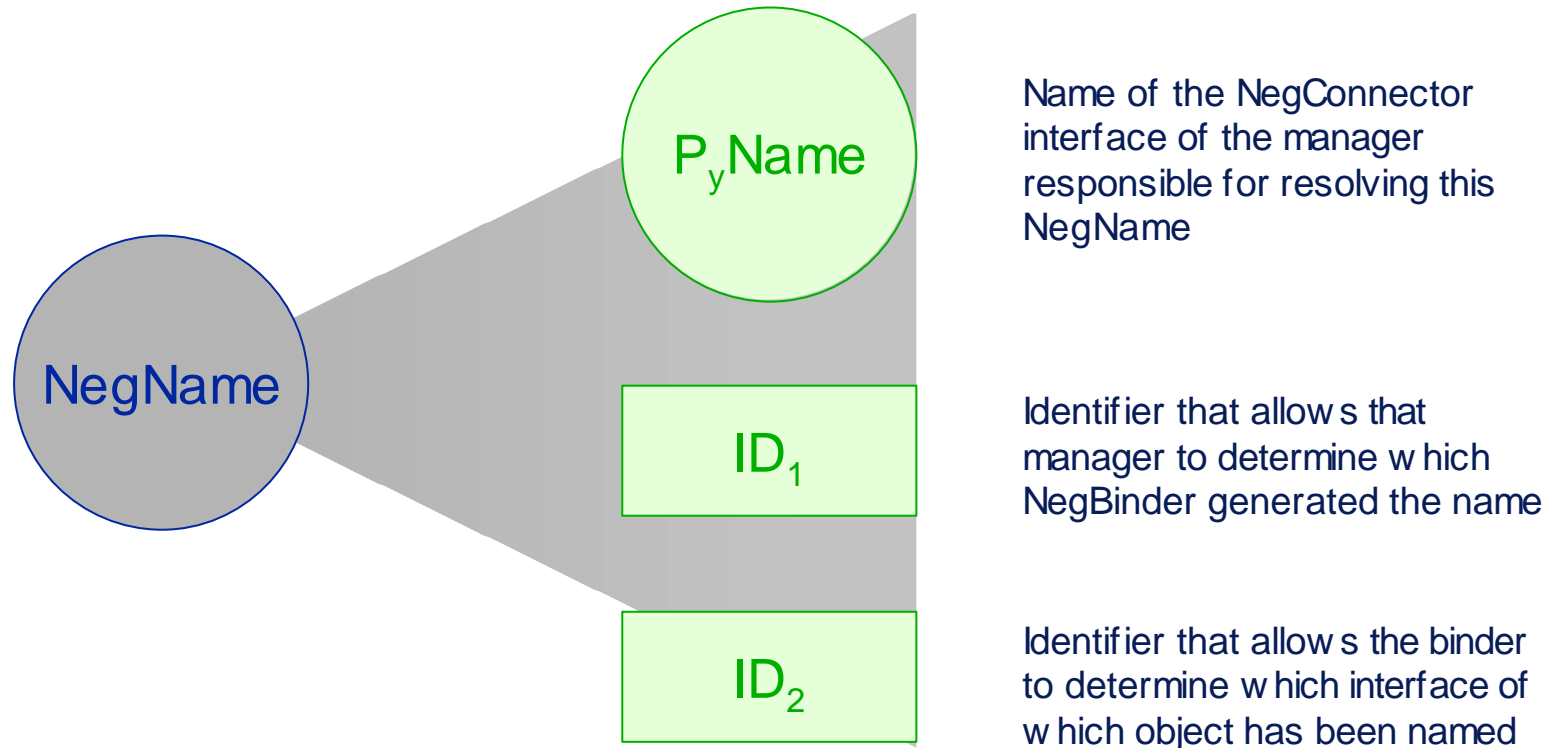 PyName
Name of the NegConnector
interface of the manager
responsible for resolving this
NegName
NegName
ID1
Identifier that allows that
manager to determine which
NegBinder generated the name
ID2
Identifier that allows the binder
to determine which interface of
which object has been named